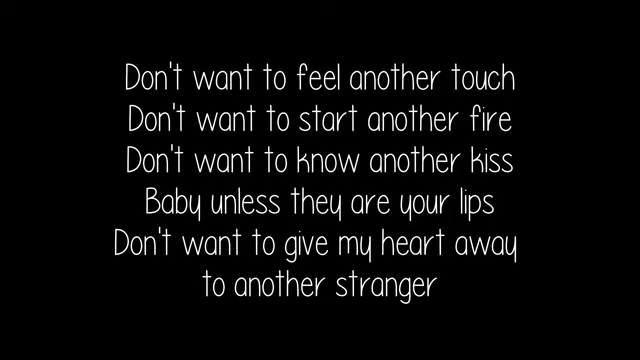 Don't want to feel another touch
Don't want to start another fire
Don't want to know another kiss
Baby unless they are your lips
Don't want to give my heart away
to another stranger